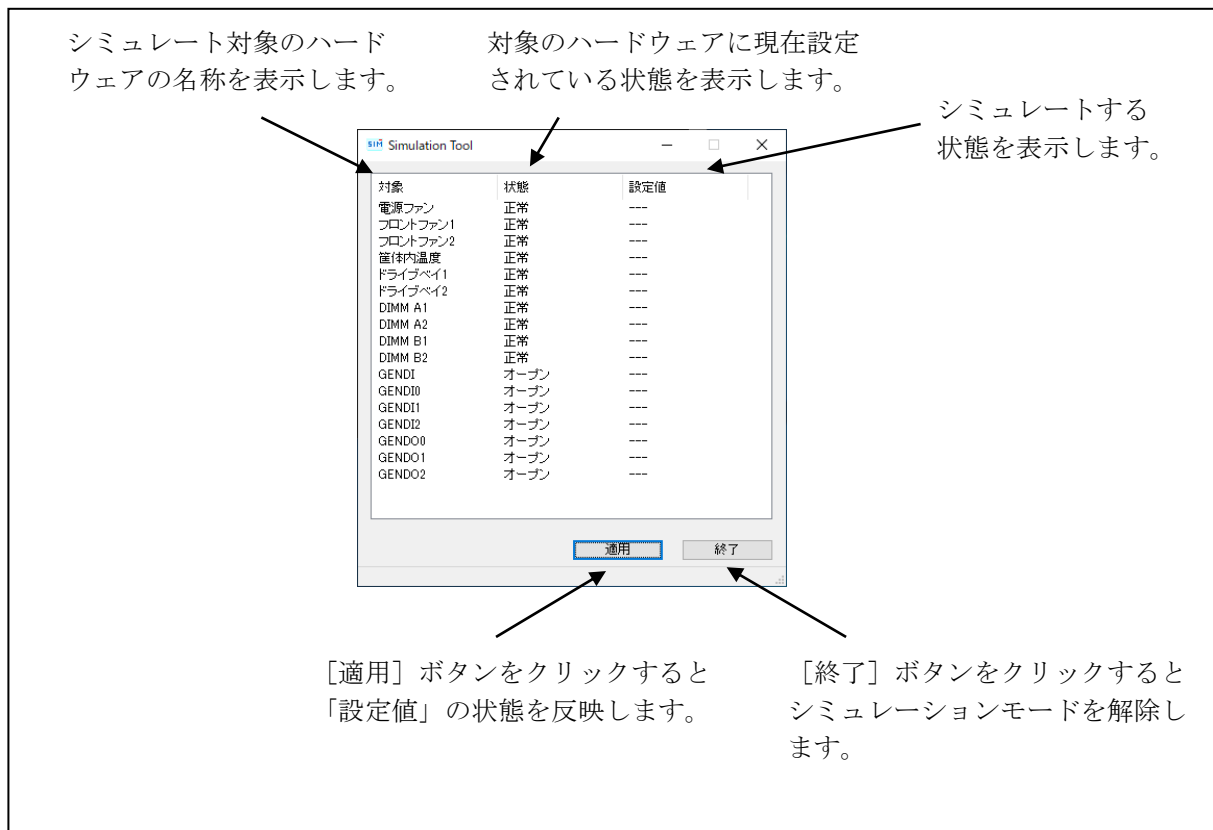 シミュレート対象のハード
ウェアの名称を表示します。
対象のハードウェアに現在設定
されている状態を表示します。
シミュレートする
状態を表示します。
SIM Simulation Tool
対象 状態 設定値
電源ファン 正常 ---
フロントファン1 正常 ---
フロントファン2 正常 ---
筐体内温度 正常 ---
ドライブベイ1 正常 ---
ドライブベイ2 正常 ---
DIMM A1 正常 ---
DIMM A2 正常 ---
DIMM B1 正常 ---
DIMM B2 正常 ---
GENDI オープン ---
GENDI0 オープン ---
GENDI1 オープン ---
GENDI2 オープン ---
GENDO0 オープン ---
GENDO1 オープン ---
GENDO2 オープン ---
適用 終了
［適用］ボタンをクリックすると
「設定値」の状態を反映します。
［終了］ボタンをクリックすると
シミュレーションモードを解除し
ます。